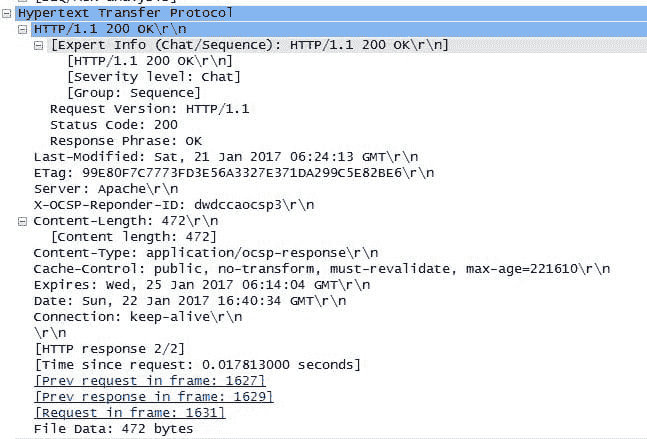 Hypertext Transfer Protocol
HTTP/1.1 200 OK\r\n
[Expert Info (Chat/Sequence): HTTP/1.1 200 OK\r\n]
[HTTP/1.1 200 OK\r\n]
[Severity level: Chat]
[Group: Sequence]
Request Version: HTTP/1.1
Status Code: 200
Response Phrase: OK
Last-Modified: Sat, 21 Jan 2017 06:24:13 GMT\r\n
ETag: 99E80F7C7773FD3E56A3327E371DA299C5E82BE6\r\n
Server: Apache\r\n
X-OCSP-Reponder-ID: dwdccaocsp3\r\n
Content-Length: 472\r\n
[Content length: 472]
Content-Type: application/ocsp-response\r\n
Cache-Control: public, no-transform, must-revalidate, max-age=221610\r\n
Expires: Wed, 25 Jan 2017 06:14:04 GMT\r\n
Date: Sun, 22 Jan 2017 16:40:34 GMT\r\n
Connection: keep-alive\r\n
\r\n
[HTTP response 2/2]
[Time since request: 0.017813000 seconds]
[Prev request in frame: 1627]
[Prev response in frame: 1629]
[Request in frame: 1631]
File Data: 472 bytes